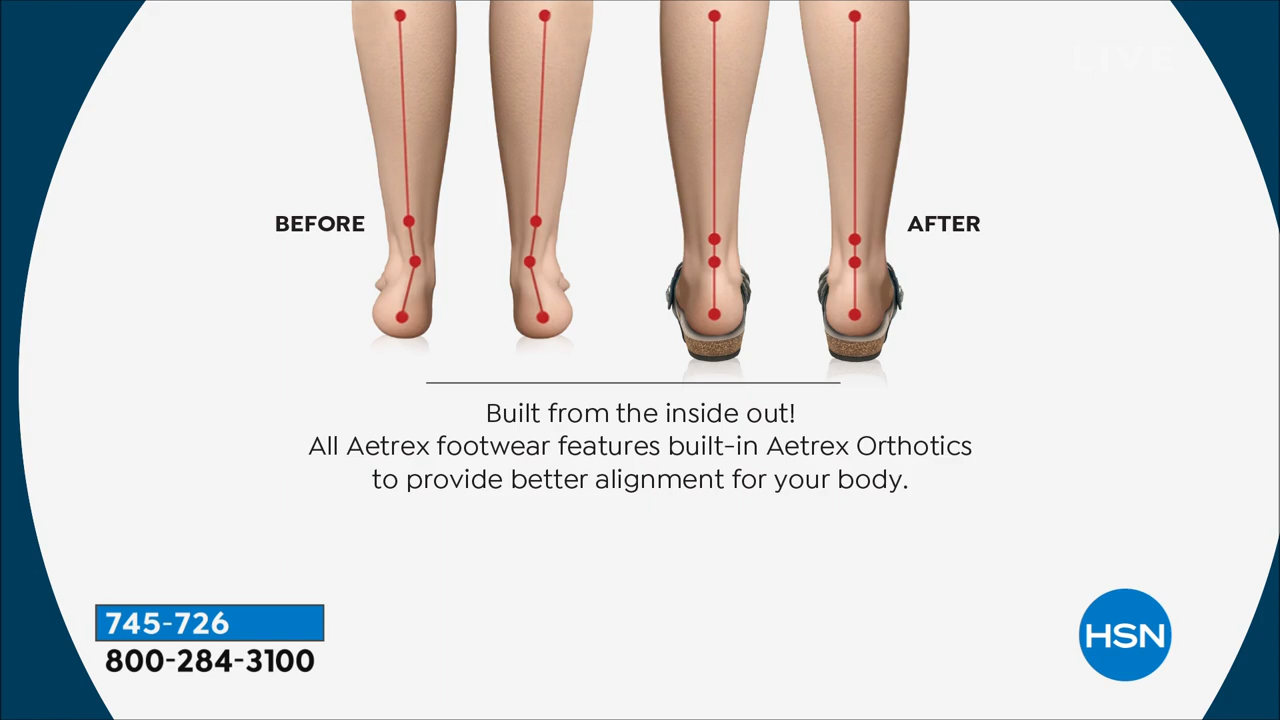 LIVE
BEFORE
AFTER
Built from the inside out!
All Aetrex footwear features built-in Aetrex Orthotics
to provide better alignment for your body.
745-726
800-284-3100
HSN